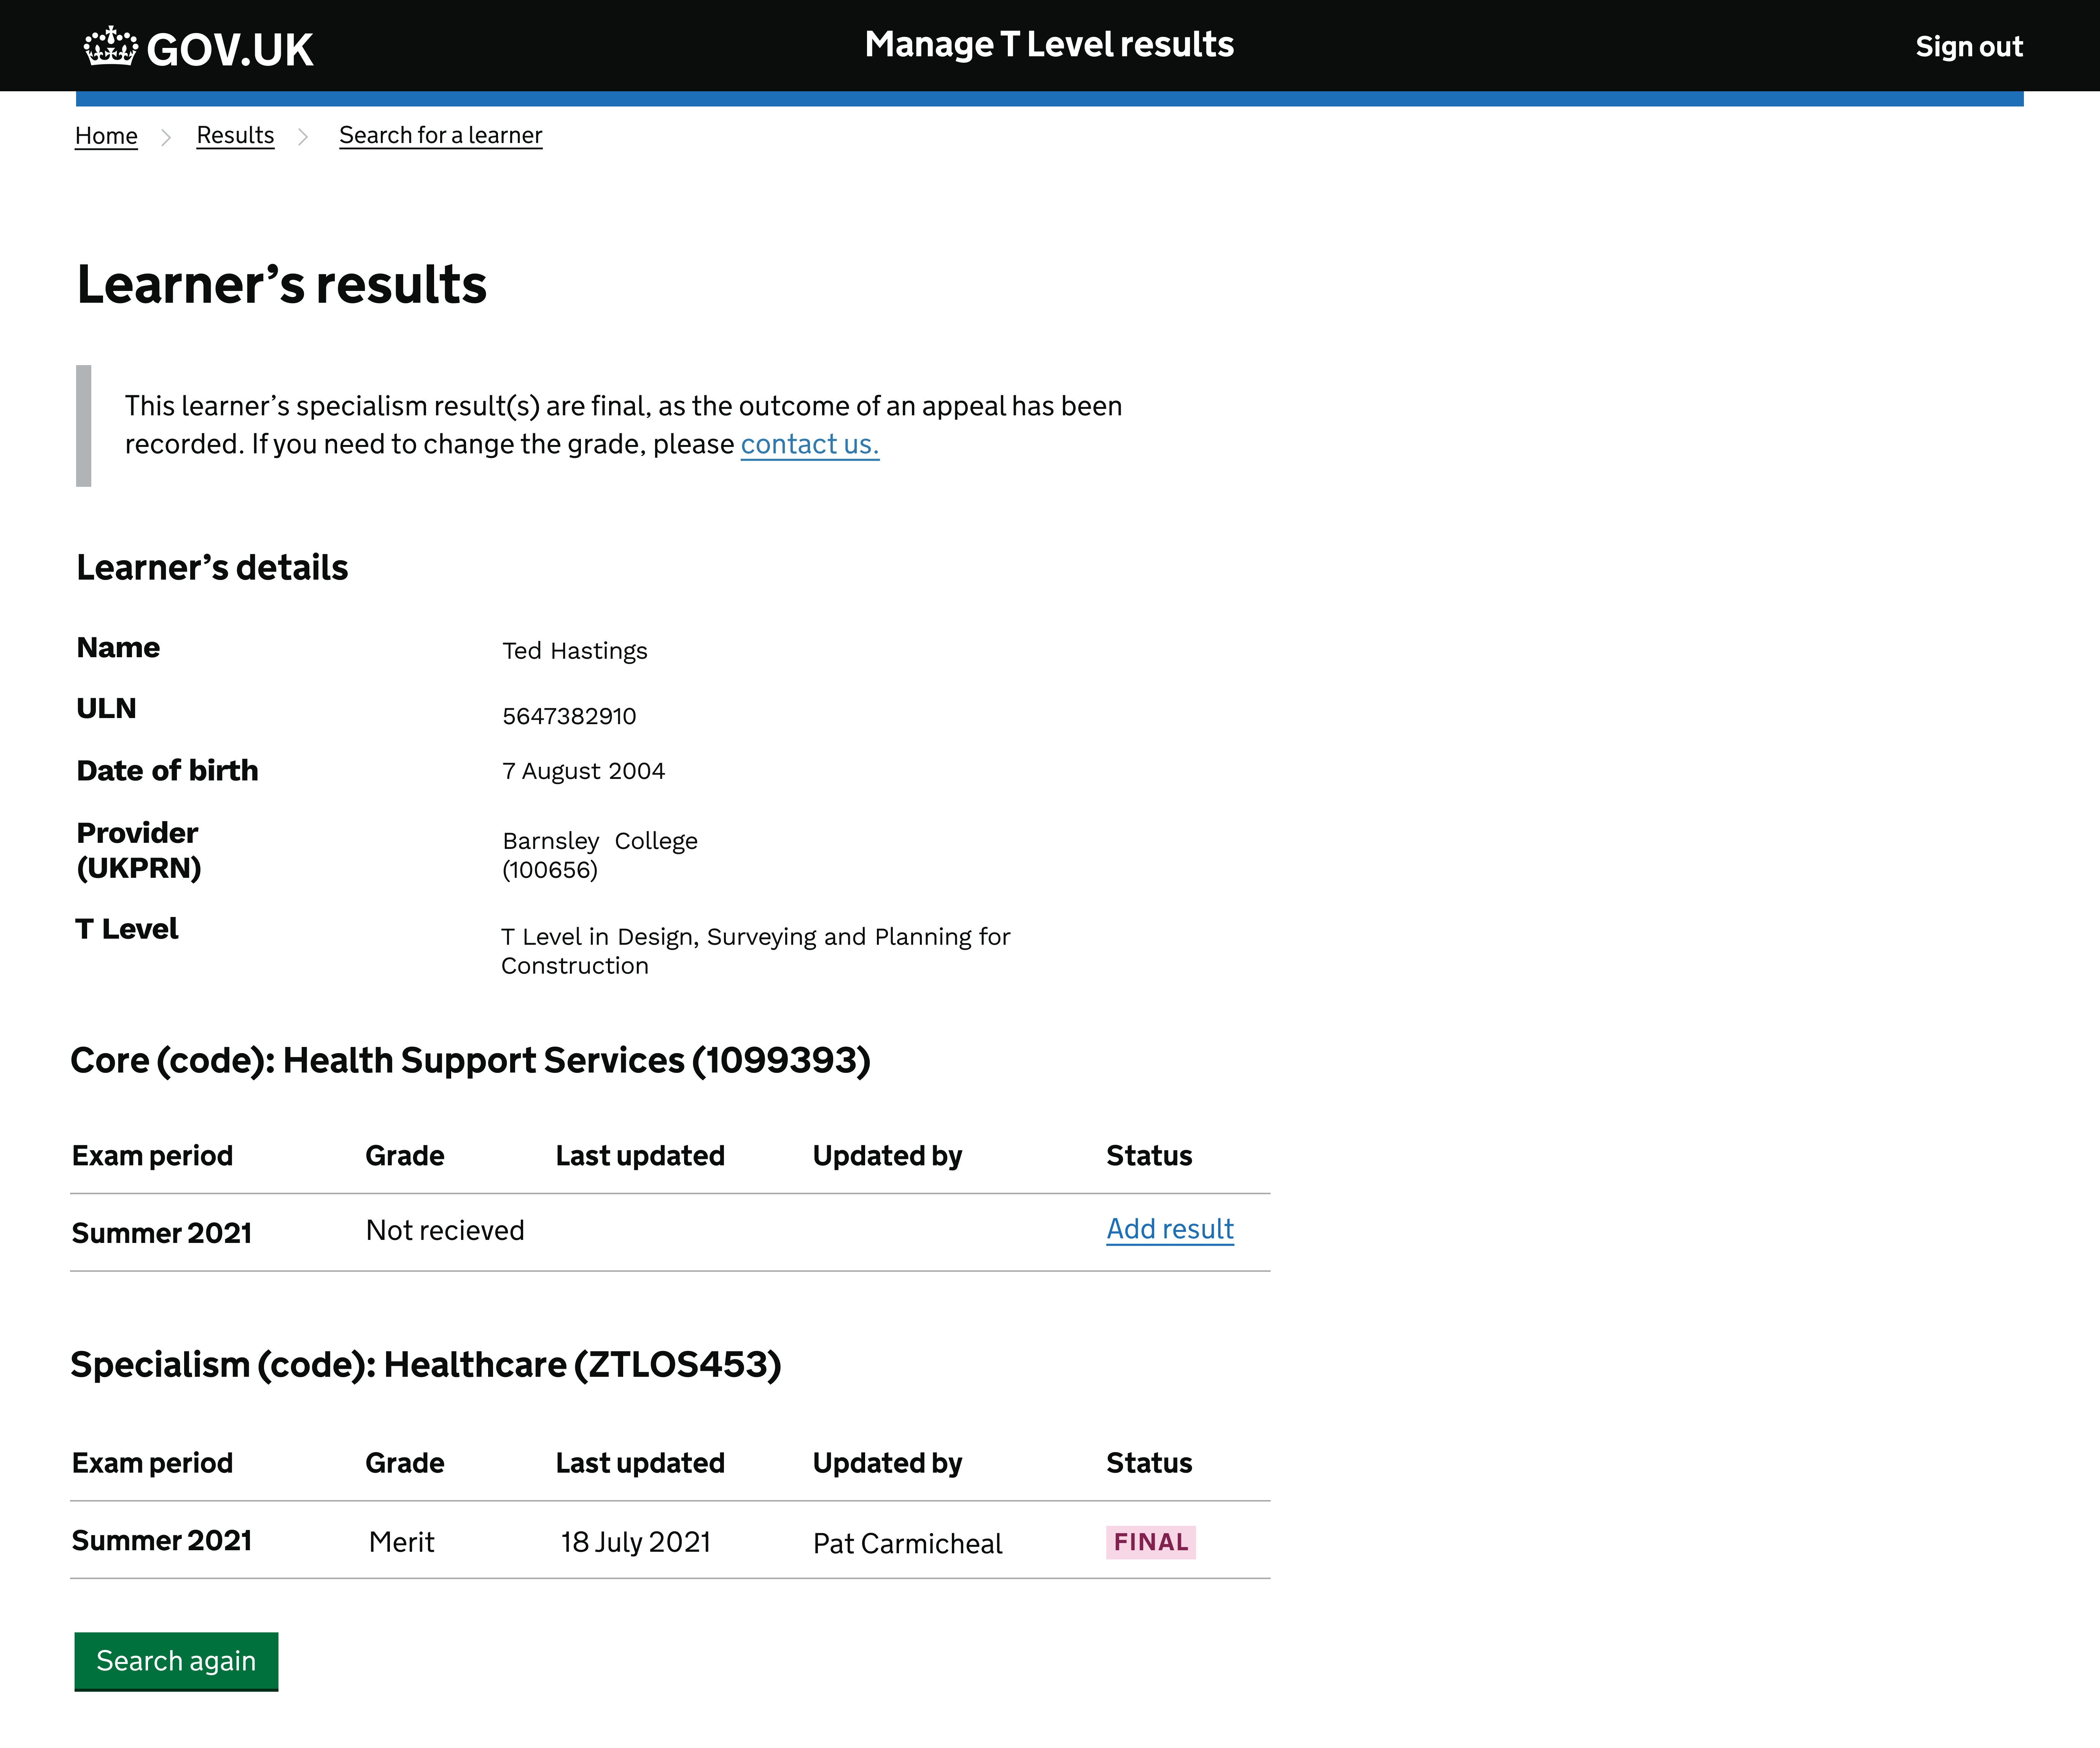 GOV.UK Manage T Level results Sign out
Home Results Search for a learner
Learner’s results
This learner’s specialism result(s) are final, as the outcome of an appeal has been
recorded. If you need to change the grade, please contact us.
Learner’s details
Name Ted Hastings
ULN 5647382910
Date of birth 7 August 2004
Provider Barnsley College
(UKPRN) (100656)
T Level T Level in Design, Surveying and Planning for
Construction
Core (code): Health Support Services (1099393)
Exam period Grade Last updated Updated by Status
Summer 2021 Not recieved Add result
Specialism (code): Healthcare (ZTLOS453)
Exam period Grade Last updated Updated by Status
Summer 2021 Merit 18 July 2021 Pat Carmicheal FINAL
Search again